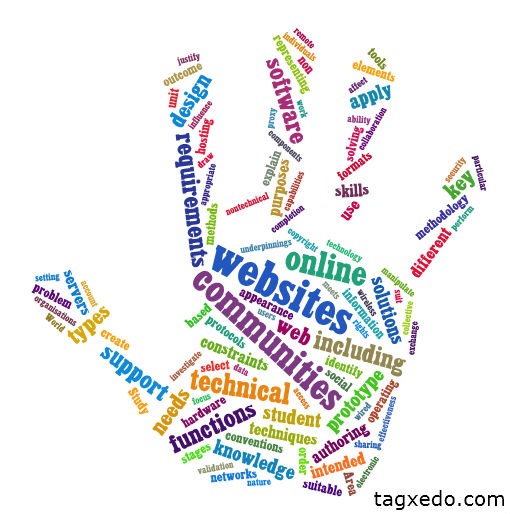 remote
individuals
non
representing
software
work
proxy
components
explain
purposes
capabilities
nontechnical
completion
justify
outcome
unit
design
influence
hosting
draw
requirements
appropriate
methods
tools
elements
affect
apply
ability
collaboration
solving
formats
skills
use
security
particular
key
methodology
perform
different
underpinnings
copyright
technology
websites
online
communities
appearance
users
meets
information
wireless
suit
solutions
manipulate
rights
collective
exchange
setting
servers
account
problem
organisations
World
types
create
support
Study
based
protocols
constraints
web
including
identity
social
investigate
select
data
technical
access
prototype
operating
wired
effectiveness
needs
focus
hardware
functions
student
techniques
authoring
sharing
stages
conventions
knowledge
order
intended
electronic
validation
networks
nature
suitable
Area
tagxedo.com